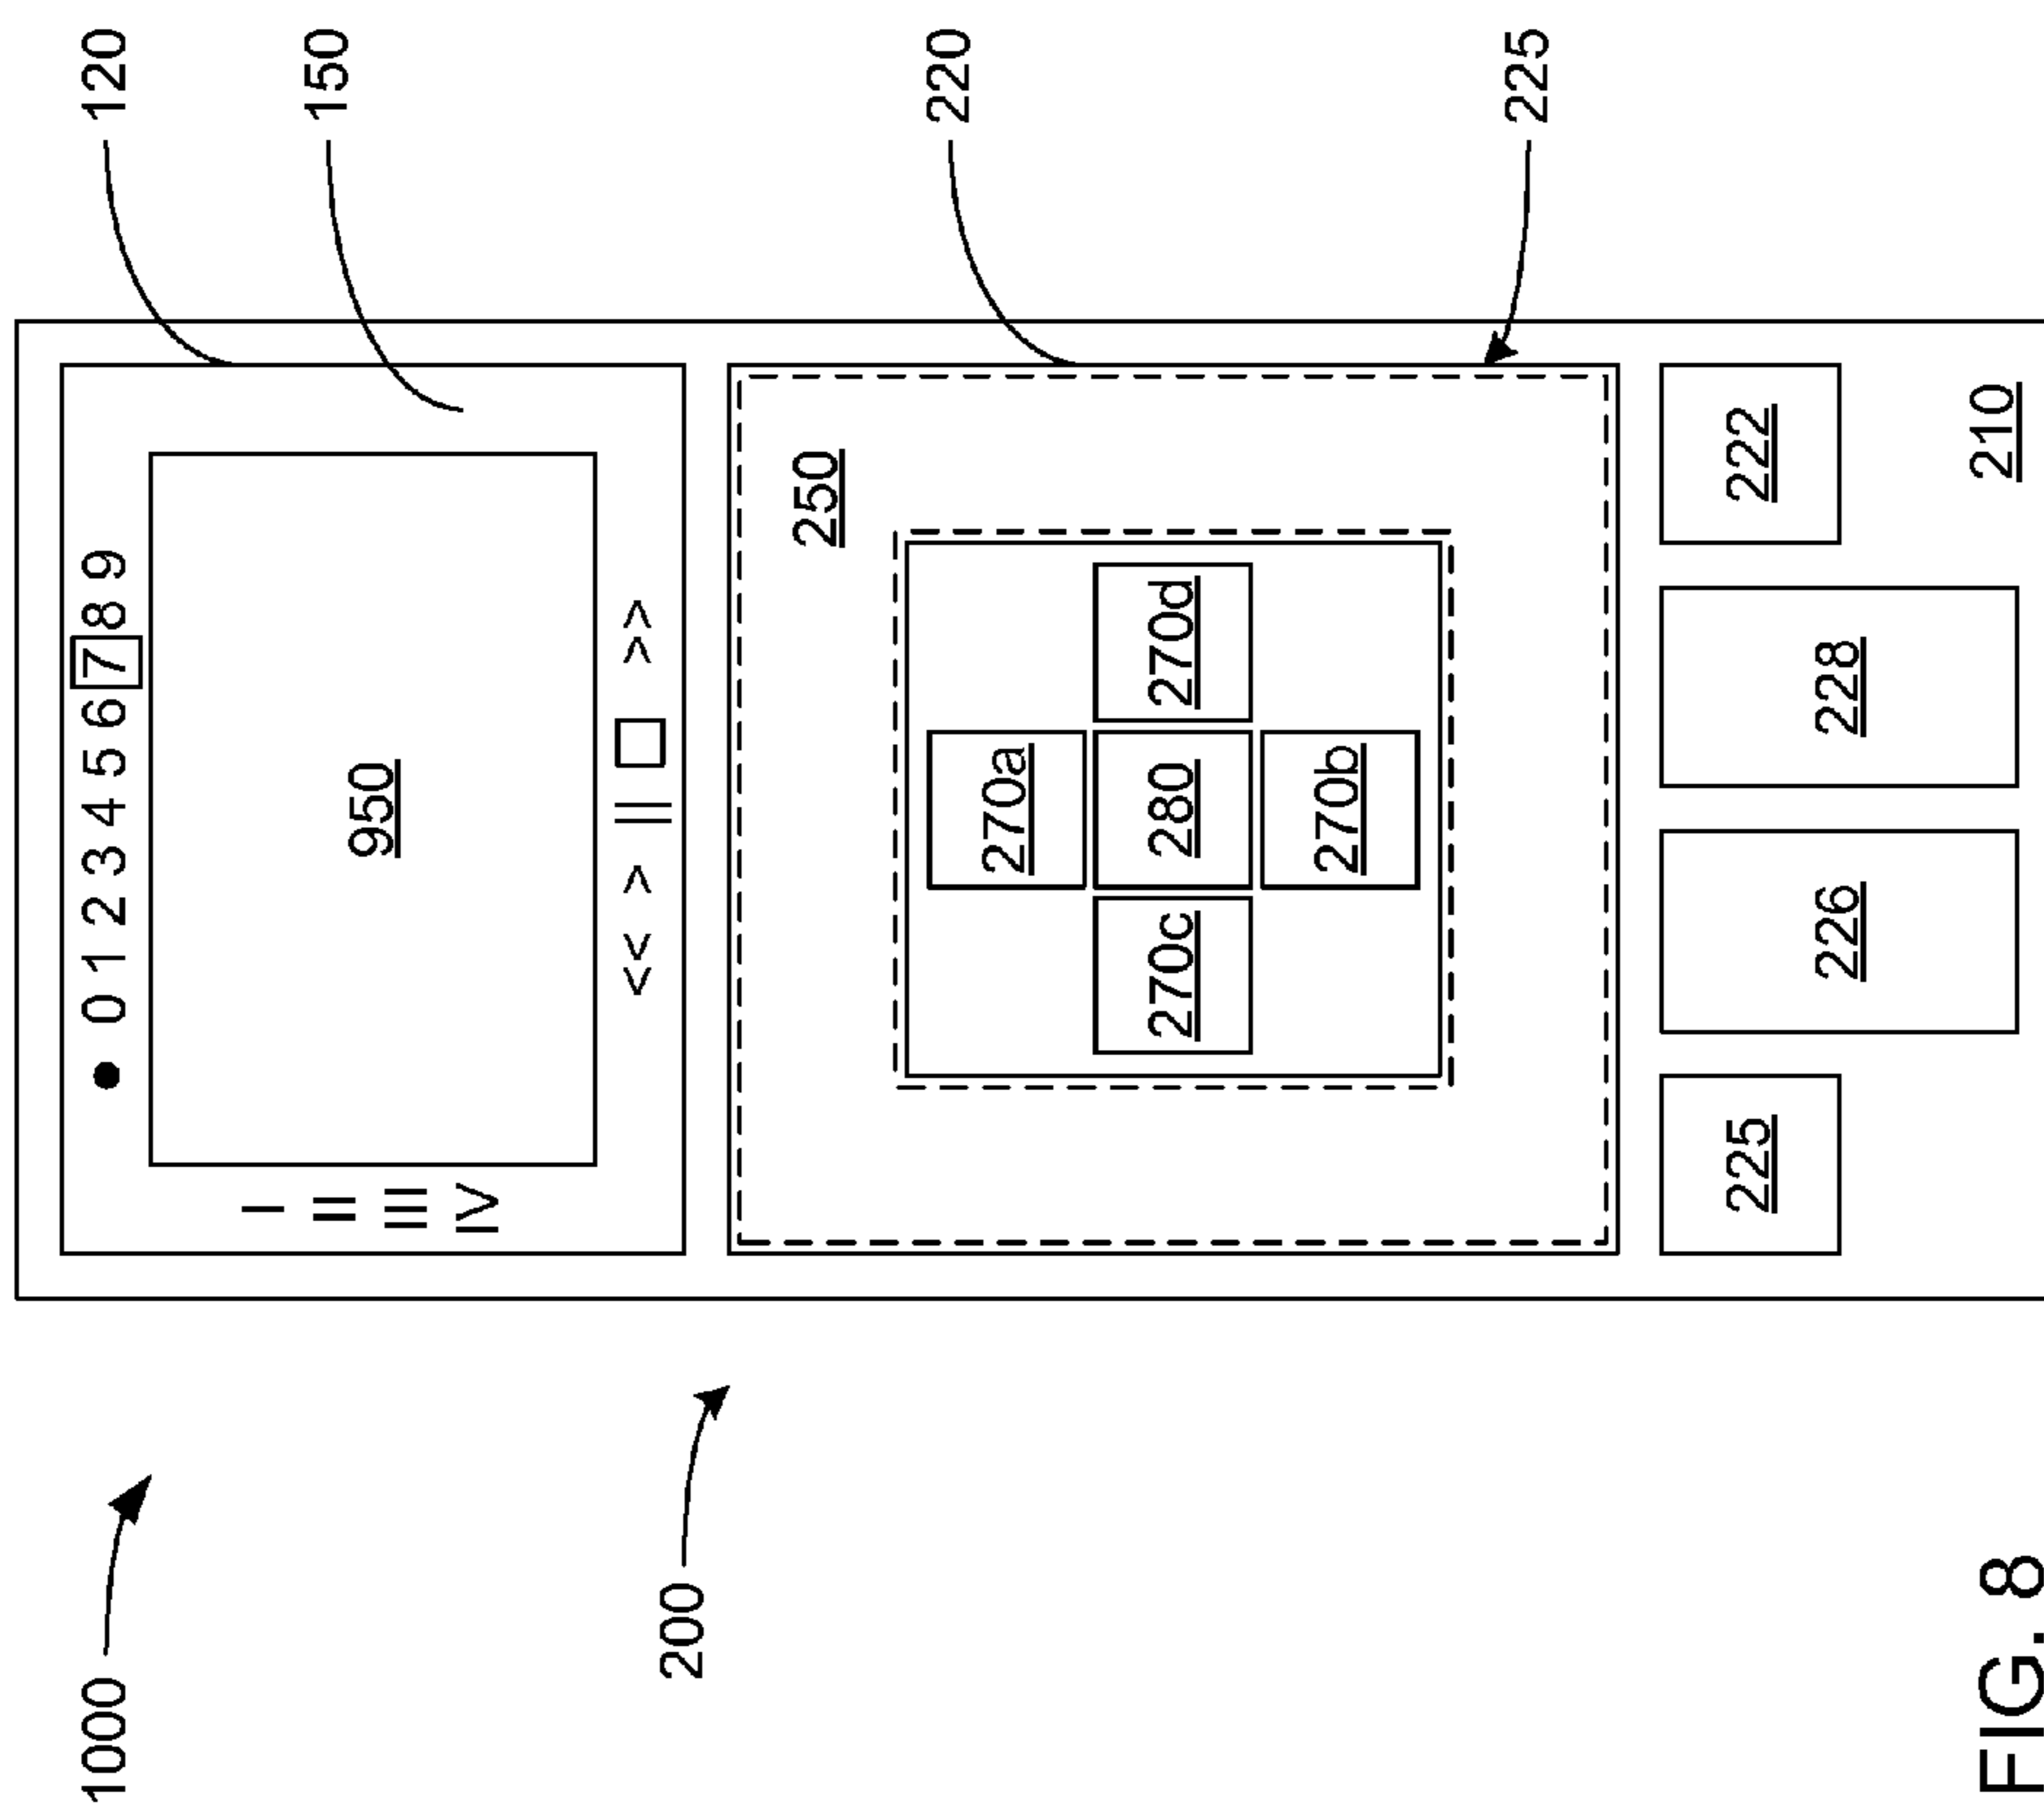 1000
● 0 1 2 3 4 5 6 7 8 9
120
I
150
II
950
III
IV
<< > || □ >>
200
250
220
270a
270c 280 270d
270b
225
225 226 228 222
210
FIG. 8